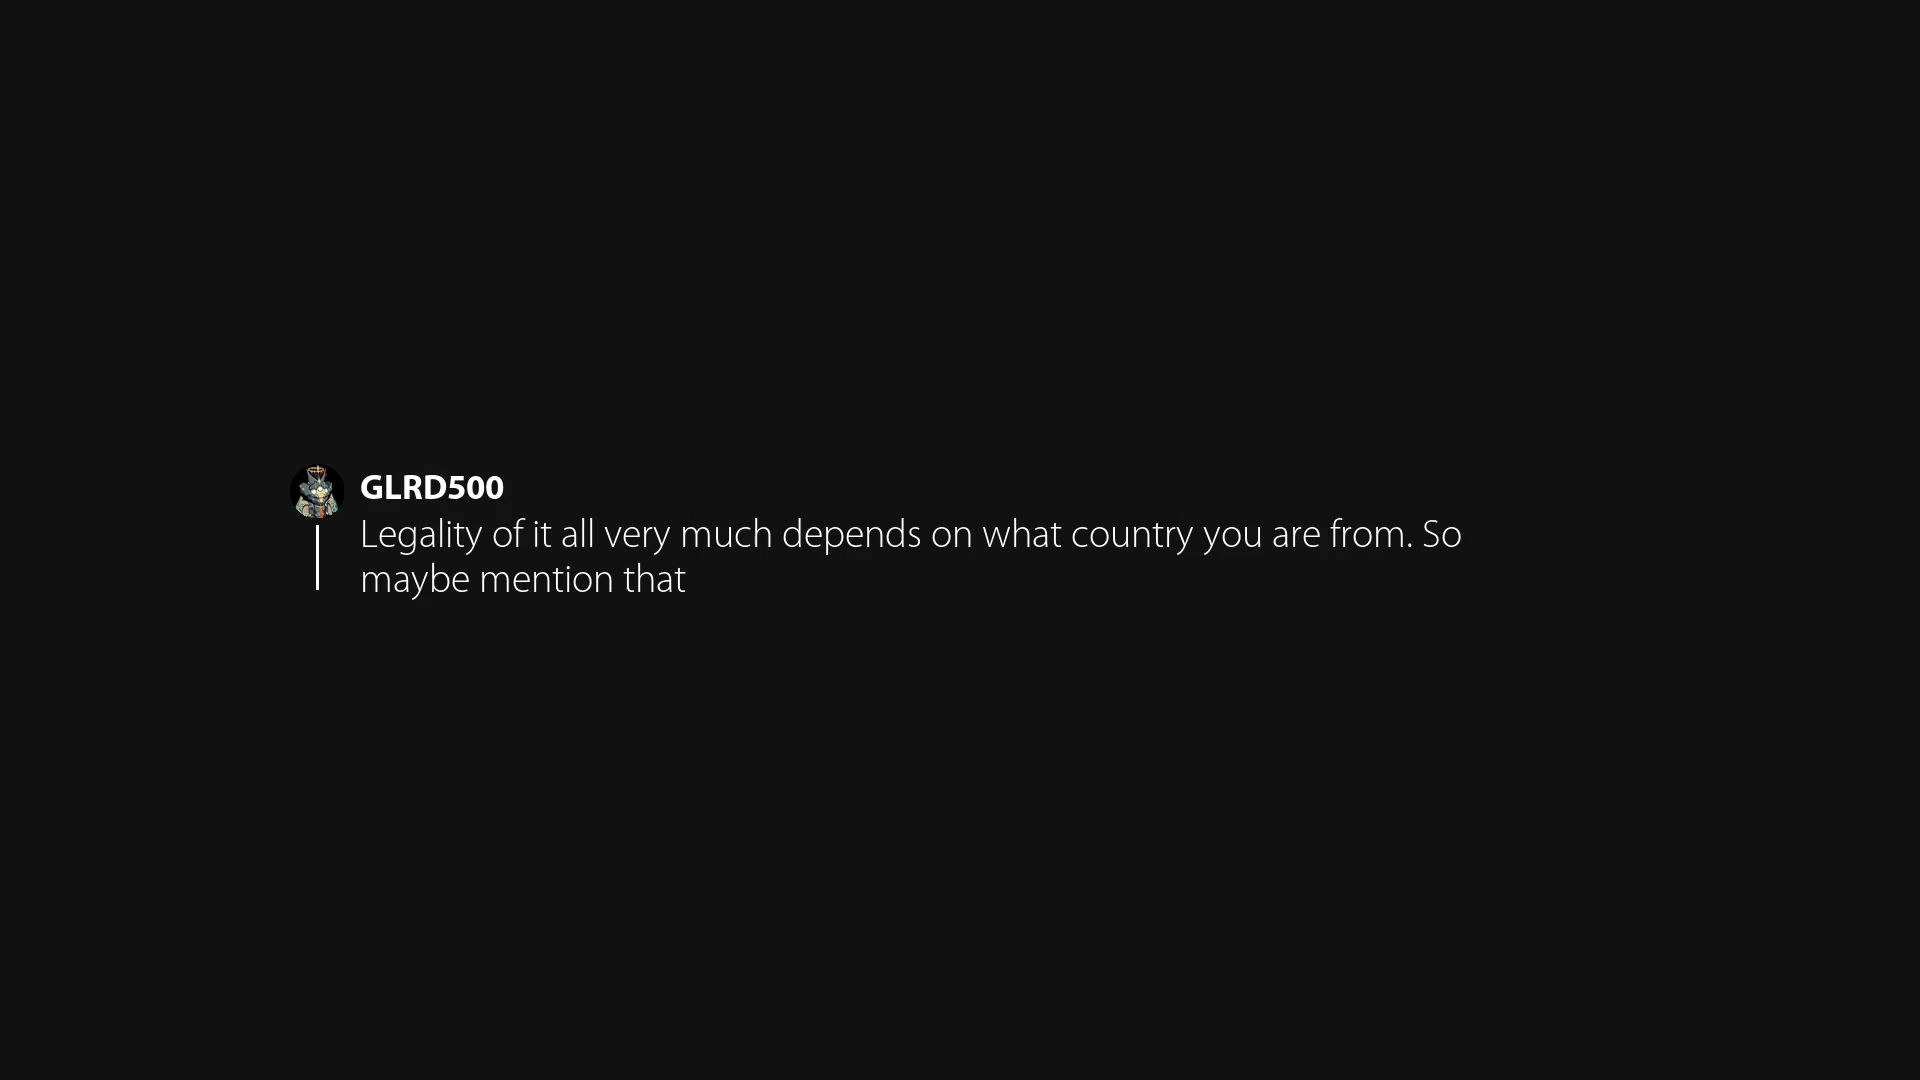 GLRD500
Legality of it all very much depends on what country you are from. So
maybe mention that